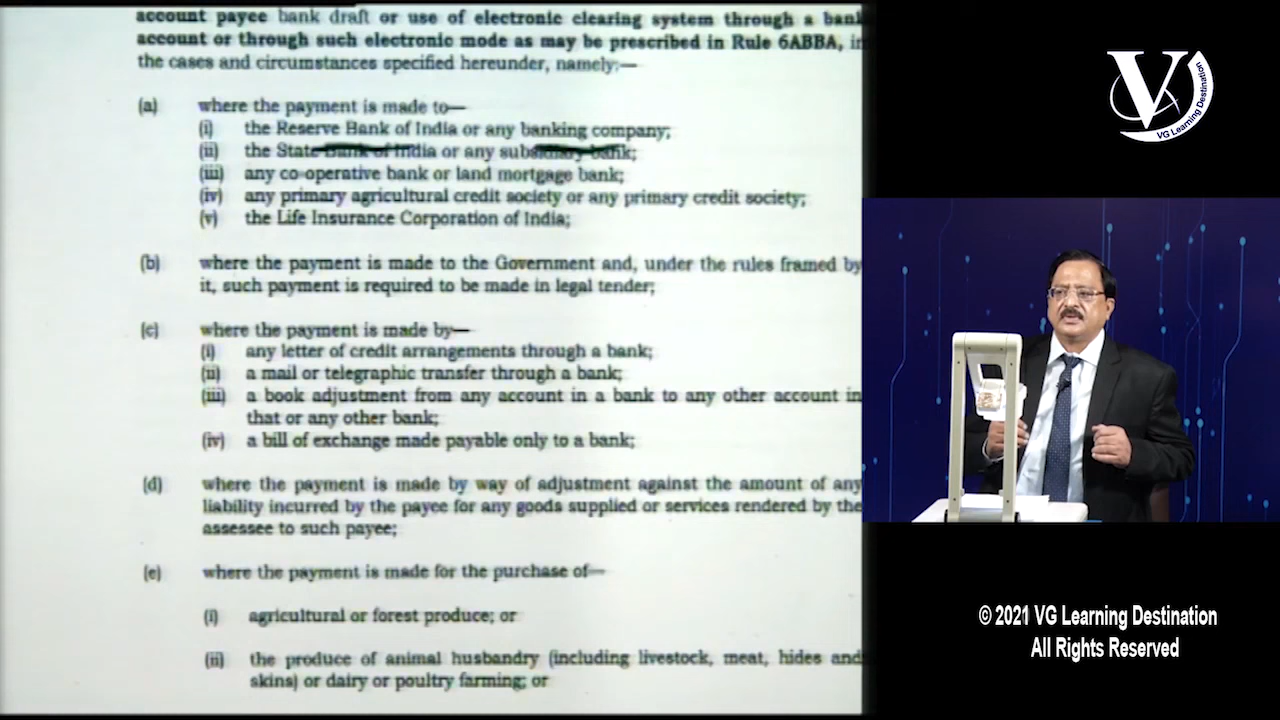 account payee bank draft or use of electronic clearing system through a bank
account or through such electronic mode as may be prescribed in Rule 6ABBA, in
the cases and circumstances specified hereunder, namely:—
(a) where the payment is made to—
(i) the Reserve Bank of India or any banking company;
(ii) the State Bank of India or any subsidiary bank;
(iii) any co-operative bank or land mortgage bank;
(iv) any primary agricultural credit society or any primary credit society;
(v) the Life Insurance Corporation of India;
(b) where the payment is made to the Government and, under the rules framed by
it, such payment is required to be made in legal tender;
(c) where the payment is made by—
(i) any letter of credit arrangements through a bank;
(ii) a mail or telegraphic transfer through a bank;
(iii) a book adjustment from any account in a bank to any other account in
that or any other bank;
(iv) a bill of exchange made payable only to a bank;
(d) where the payment is made by way of adjustment against the amount of any
liability incurred by the payee for any goods supplied or services rendered by the
assessee to such payee;
(e) where the payment is made for the purchase of—
(i) agricultural or forest produce; or
(ii) the produce of animal husbandry (including livestock, meat, hides and
skins) or dairy or poultry farming; or
V
VG Learning Destination
© 2021 VG Learning Destination
All Rights Reserved